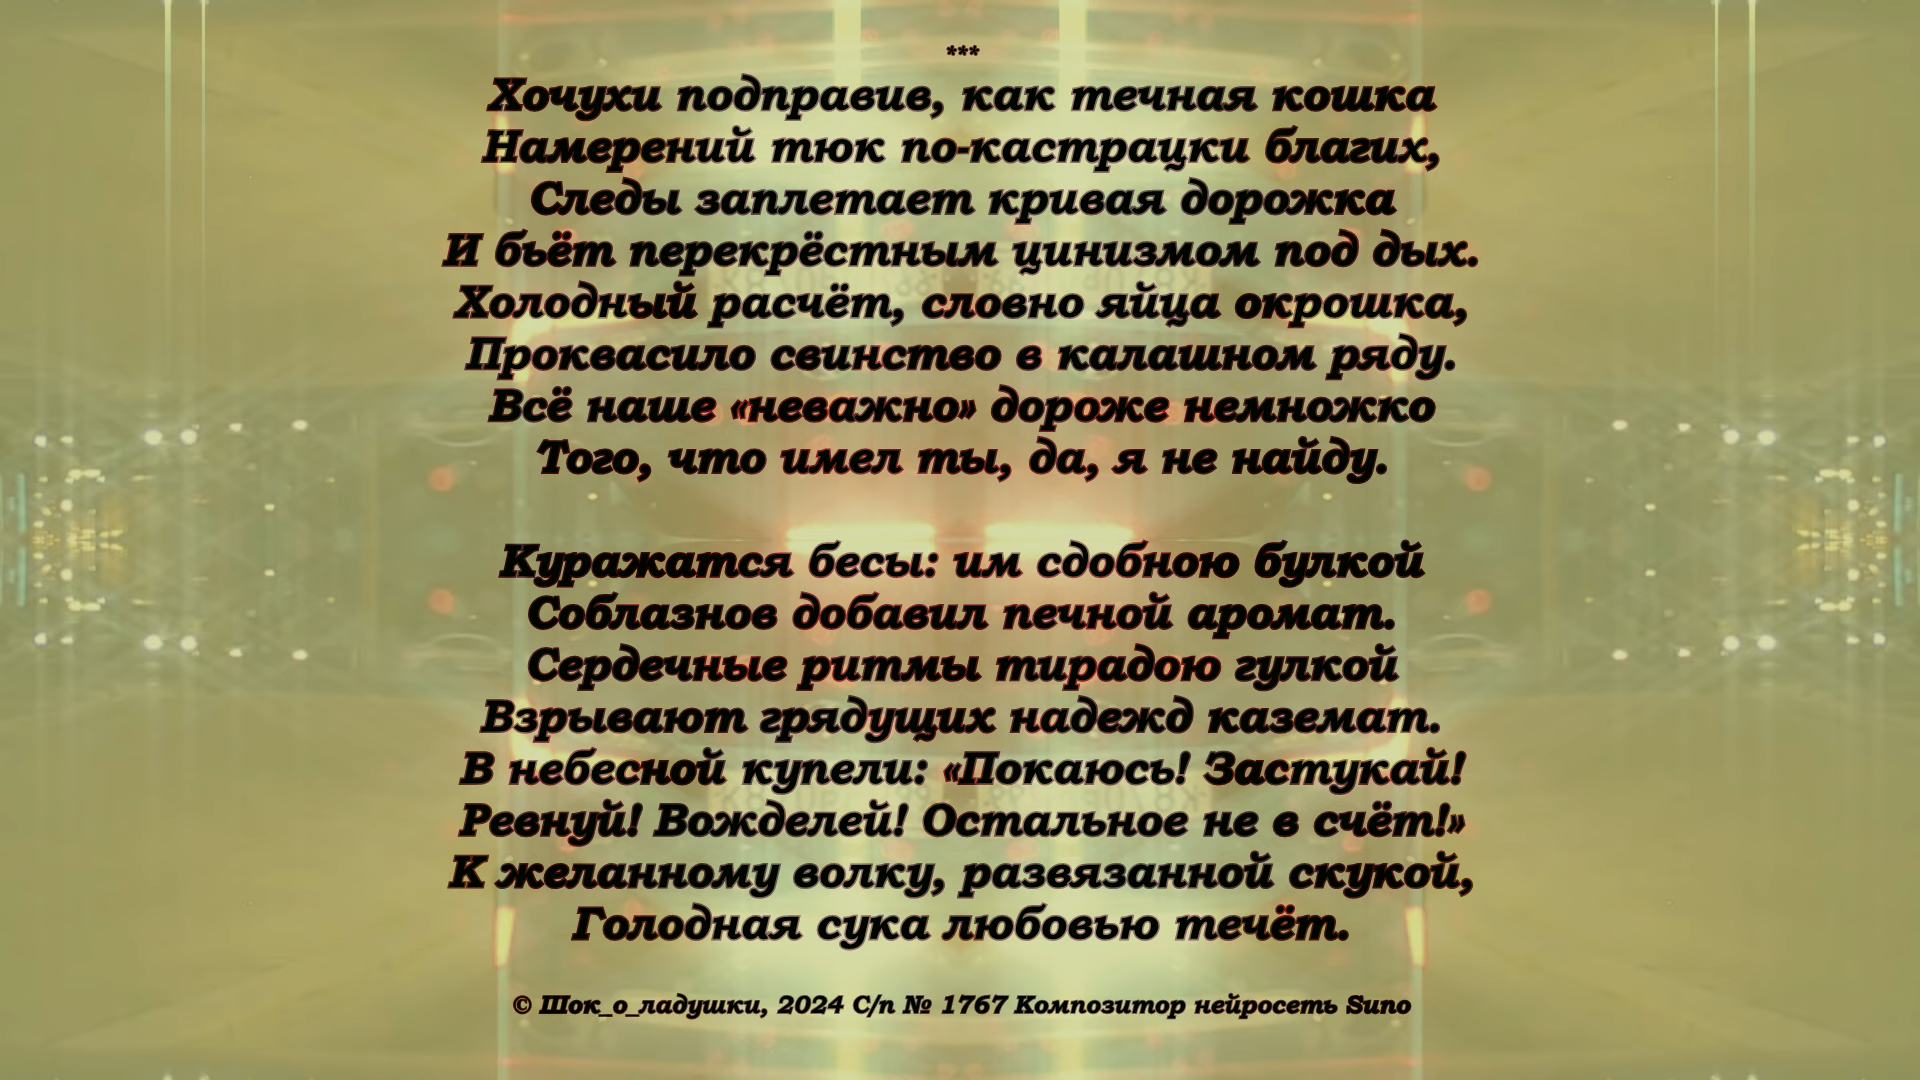 ***
Хочухи подправив, как течная кошка
Намерений тюк по-кастрацки благих,
Следы заплетает кривая дорожка
И бьёт перекрёстным цинизмом под дых.
Холодный расчёт, словно яйца окрошка,
Проквасило свинство в калашном ряду.
Всё наше «неважно» дороже немножко
Того, что имел ты, да, я не найду.
Куражатся бесы: им сдобною булкой
Соблазнов добавил печной аромат.
Сердечные ритмы тирадою гулкой
Взрывают грядущих надежд каземат.
В небесной купели: «Покаюсь! Застукай!
Ревнуй! Вожделей! Остальное не в счёт!»
К желанному волку, развязанной скукой,
Голодная сука любовью течёт.
© Шок_о_ладушки, 2024 С/п № 1767 Композитор нейросеть Suno